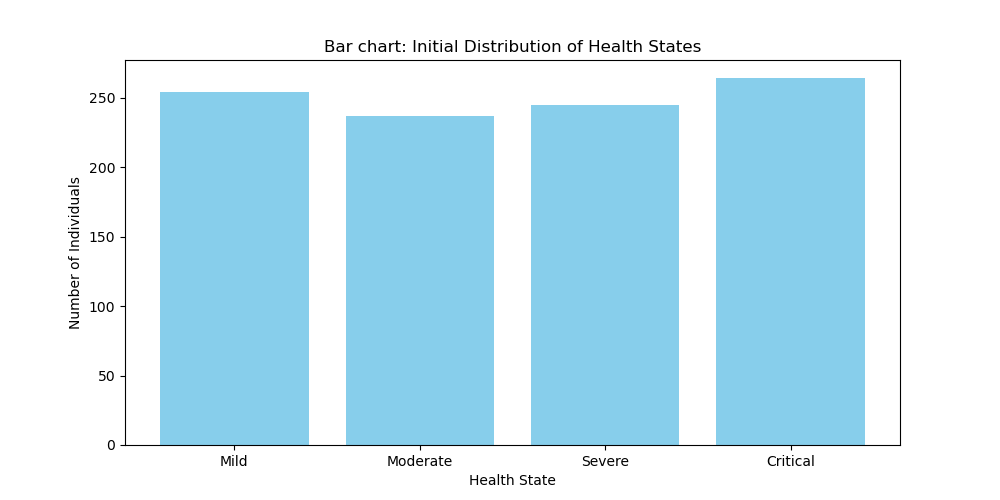 Bar chart: Initial Distribution of Health States
Number of Individuals
250
200
150
100
50
0
Mild Moderate Severe Critical
Health State